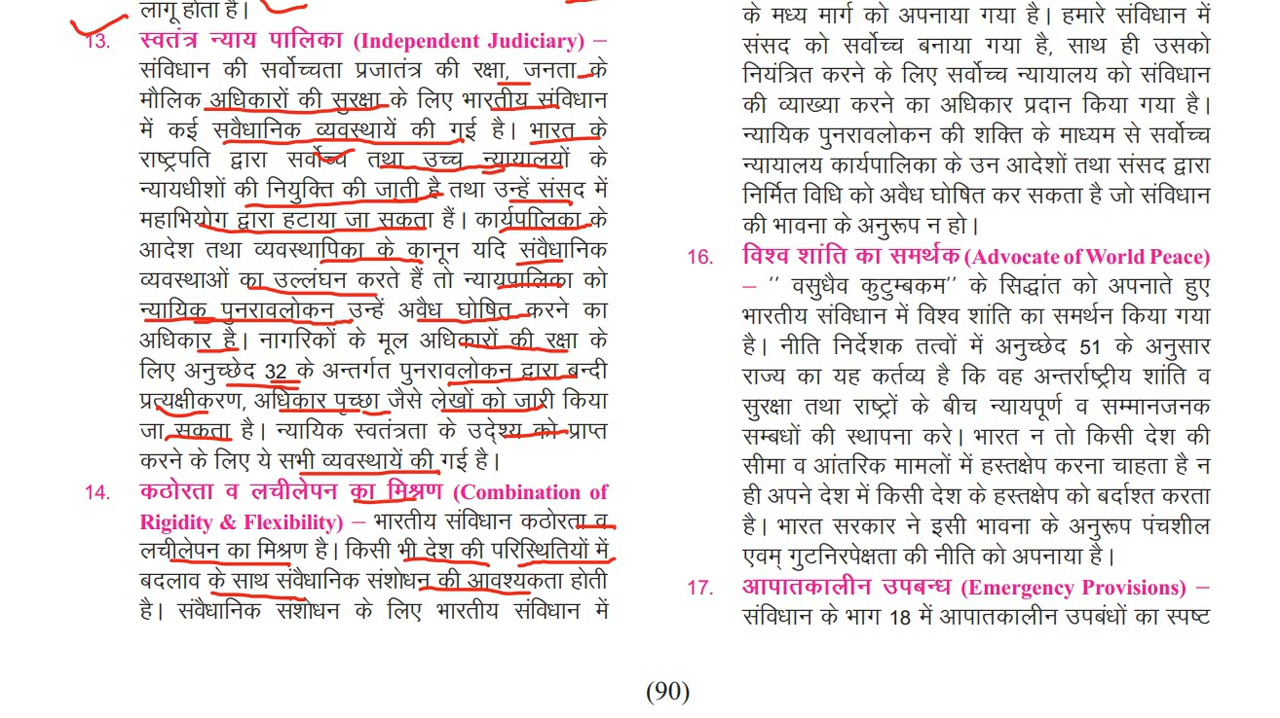 लागू होता है।
13. स्वतंत्र न्याय पालिका (Independent Judiciary) –
संविधान की सर्वोच्चता प्रजातंत्र की रक्षा, जनता के
मौलिक अधिकारों की सुरक्षा के लिए भारतीय संविधान
में कई सवैधानिक व्यवस्थायें की गई है। भारत के
राष्ट्रपति द्वारा सर्वोच्च तथा उच्च न्यायालयों के
न्यायधीशों की नियुक्ति की जाती है तथा उन्हें संसद में
महाभियोग द्वारा हटाया जा सकता हैं। कार्यपालिका के
आदेश तथा व्यवस्थापिका के कानून यदि संवैधानिक
व्यवस्थाओं का उल्लंघन करते हैं तो न्यायपालिका को
न्यायिक पुनरावलोकन उन्हें अवैध घोषित करने का
अधिकार है। नागरिकों के मूल अधिकारों की रक्षा के
लिए अनुच्छेद 32 के अन्तर्गत पुनरावलोकन द्वारा बन्दी
प्रत्यक्षीकरण, अधिकार पृच्छा जैसे लेखों को जारी किया
जा सकता है। न्यायिक स्वतंत्रता के उद्देश्य को प्राप्त
करने के लिए ये सभी व्यवस्थायें की गई है।
14. कठोरता व लचीलेपन का मिश्रण (Combination of
Rigidity & Flexibility) – भारतीय संविधान कठोरता व
लचीलेपन का मिश्रण है। किसी भी देश की परिस्थितियों में
बदलाव के साथ संवैधानिक संशोधन की आवश्यकता होती
है। संवैधानिक संशोधन के लिए भारतीय संविधान में
के मध्य मार्ग को अपनाया गया है। हमारे संविधान में
संसद को सर्वोच्च बनाया गया है, साथ ही उसको
नियंत्रित करने के लिए सर्वोच्च न्यायालय को संविधान
की व्याख्या करने का अधिकार प्रदान किया गया है।
न्यायिक पुनरावलोकन की शक्ति के माध्यम से सर्वोच्च
न्यायालय कार्यपालिका के उन आदेशों तथा संसद द्वारा
निर्मित विधि को अवैध घोषित कर सकता है जो संविधान
की भावना के अनुरूप न हो।
16. विश्व शांति का समर्थक (Advocate of World Peace)
– '' वसुधैव कुटुम्बकम'' के सिद्धांत को अपनाते हुए
भारतीय संविधान में विश्व शांति का समर्थन किया गया
है। नीति निर्देशक तत्वों में अनुच्छेद 51 के अनुसार
राज्य का यह कर्तव्य है कि वह अन्तर्राष्ट्रीय शांति व
सुरक्षा तथा राष्ट्रों के बीच न्यायपूर्ण व सम्मानजनक
सम्बधों की स्थापना करे। भारत न तो किसी देश की
सीमा व आंतरिक मामलों में हस्तक्षेप करना चाहता है न
ही अपने देश में किसी देश के हस्तक्षेप को बर्दाश्त करता
है। भारत सरकार ने इसी भावना के अनुरूप पंचशील
एवम् गुटनिरपेक्षता की नीति को अपनाया है।
17. आपातकालीन उपबन्ध (Emergency Provisions) –
संविधान के भाग 18 में आपातकालीन उपबंधों का स्पष्ट
(90)